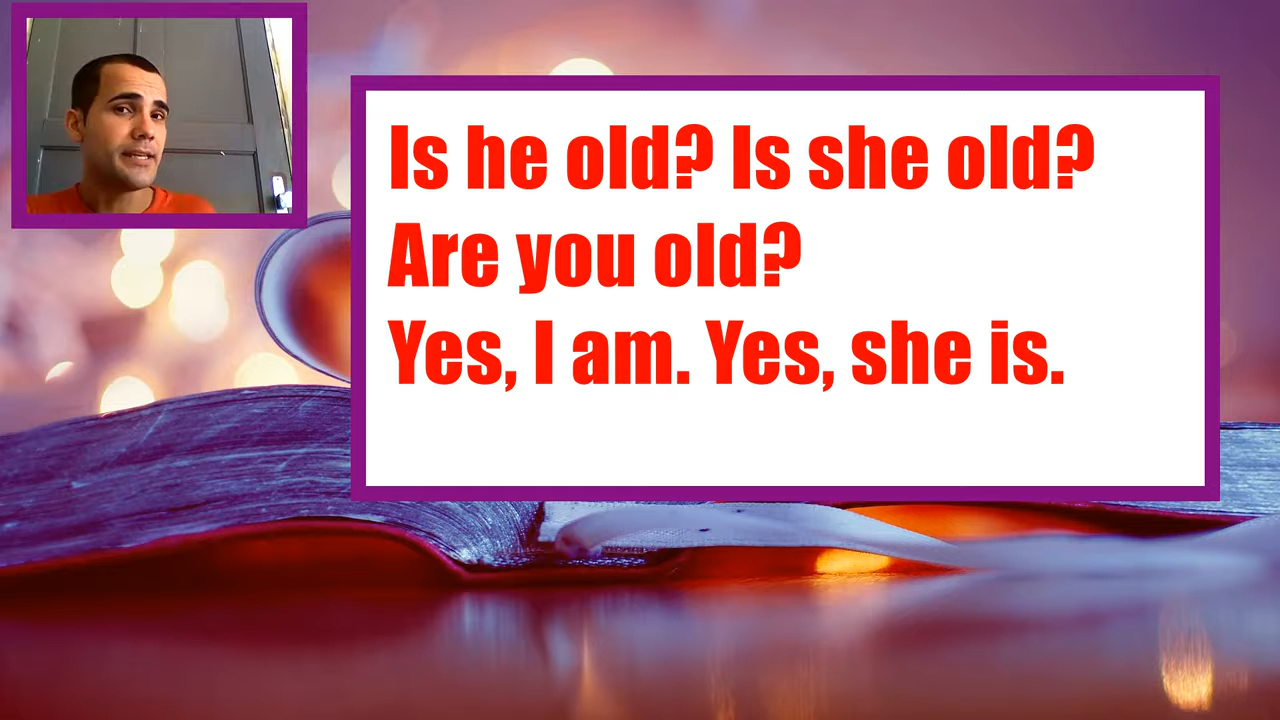 Is he old? Is she old?
Are you old?
Yes, I am. Yes, she is.